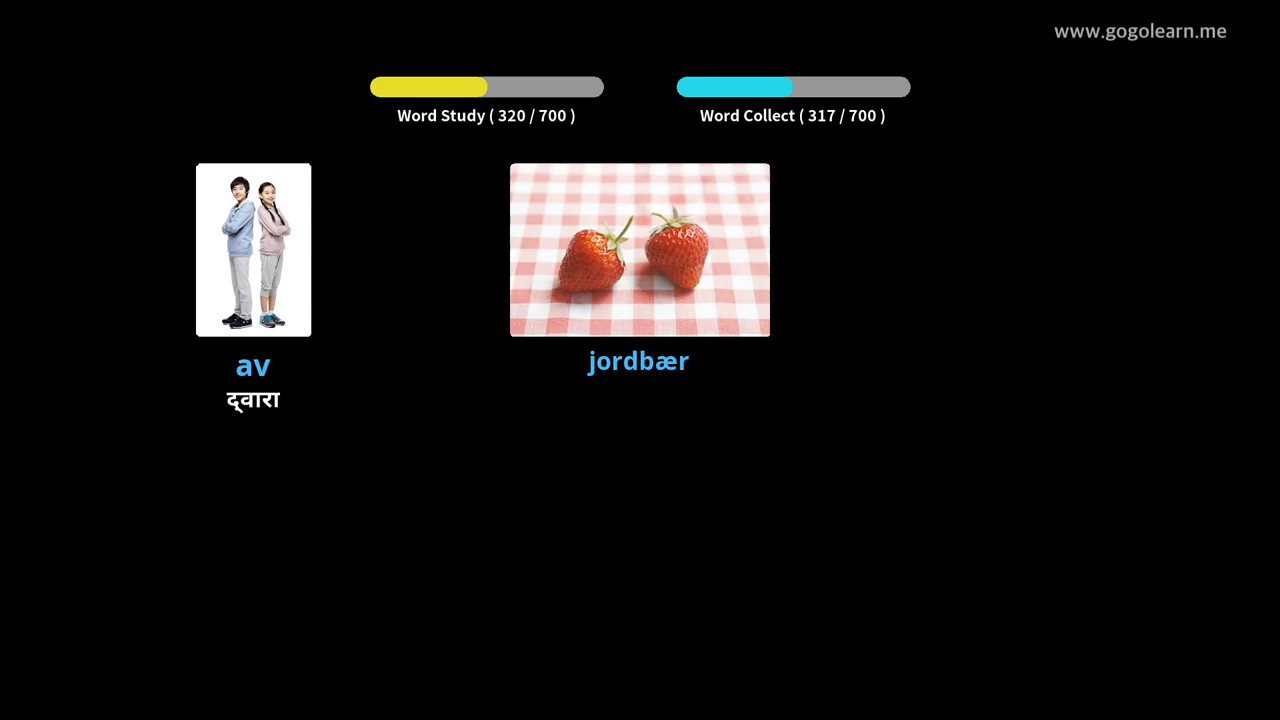 www.gogolearn.me
Word Study ( 320 / 700 )
Word Collect ( 317 / 700 )
av
द्वारा
jordbær